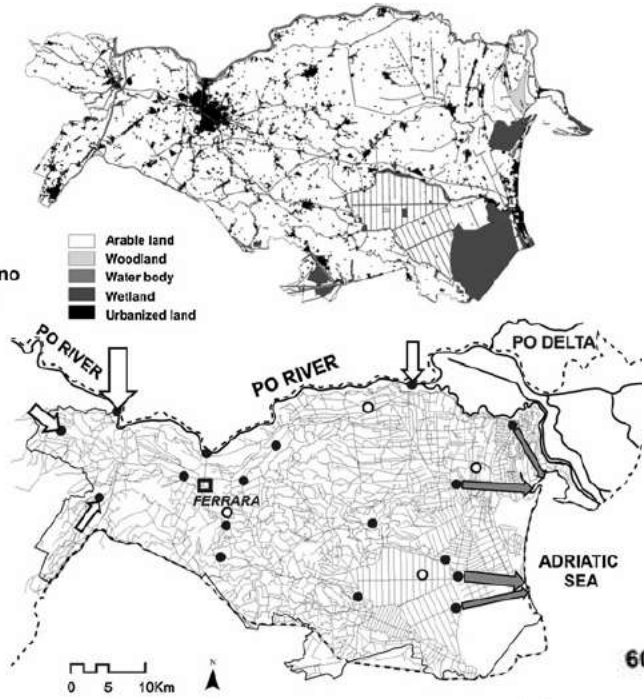 Arable land
Woodland
Water body
Wetland
Urbanized land
no
PO RIVER
PO RIVER
PO DELTA
FERRARA
ADRIATIC
SEA
0 5 10Km
N
60